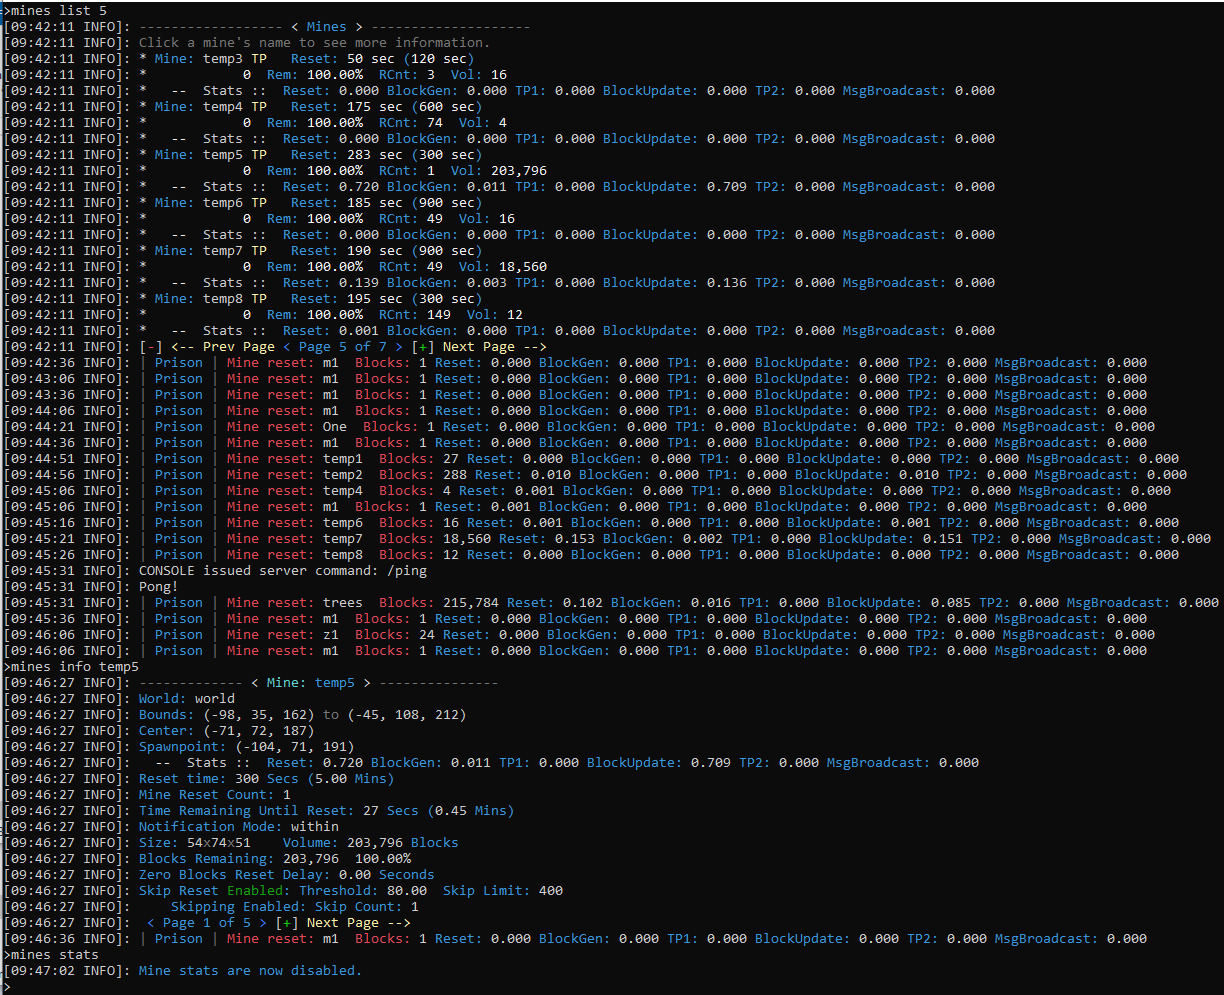 >mines list 5
[09:42:11 INFO]: ------------------ < Mines > --------------------
[09:42:11 INFO]: Click a mine's name to see more information.
[09:42:11 INFO]: * Mine: temp3 TP   Reset: 50 sec (120 sec)
[09:42:11 INFO]: *            0  Rem: 100.00%  RCnt: 3  Vol: 16
[09:42:11 INFO]: *   --  Stats ::  Reset: 0.000 BlockGen: 0.000 TP1: 0.000 BlockUpdate: 0.000 TP2: 0.000 MsgBroadcast: 0.000
[09:42:11 INFO]: * Mine: temp4 TP   Reset: 175 sec (600 sec)
[09:42:11 INFO]: *            0  Rem: 100.00%  RCnt: 74  Vol: 4
[09:42:11 INFO]: *   --  Stats ::  Reset: 0.000 BlockGen: 0.000 TP1: 0.000 BlockUpdate: 0.000 TP2: 0.000 MsgBroadcast: 0.000
[09:42:11 INFO]: * Mine: temp5 TP   Reset: 283 sec (300 sec)
[09:42:11 INFO]: *            0  Rem: 100.00%  RCnt: 1  Vol: 203,796
[09:42:11 INFO]: *   --  Stats ::  Reset: 0.720 BlockGen: 0.011 TP1: 0.000 BlockUpdate: 0.709 TP2: 0.000 MsgBroadcast: 0.000
[09:42:11 INFO]: * Mine: temp6 TP   Reset: 185 sec (900 sec)
[09:42:11 INFO]: *            0  Rem: 100.00%  RCnt: 49  Vol: 16
[09:42:11 INFO]: *   --  Stats ::  Reset: 0.000 BlockGen: 0.000 TP1: 0.000 BlockUpdate: 0.000 TP2: 0.000 MsgBroadcast: 0.000
[09:42:11 INFO]: * Mine: temp7 TP   Reset: 190 sec (900 sec)
[09:42:11 INFO]: *            0  Rem: 100.00%  RCnt: 49  Vol: 18,560
[09:42:11 INFO]: *   --  Stats ::  Reset: 0.139 BlockGen: 0.003 TP1: 0.000 BlockUpdate: 0.136 TP2: 0.000 MsgBroadcast: 0.000
[09:42:11 INFO]: * Mine: temp8 TP   Reset: 195 sec (300 sec)
[09:42:11 INFO]: *            0  Rem: 100.00%  RCnt: 149  Vol: 12
[09:42:11 INFO]: *   --  Stats ::  Reset: 0.001 BlockGen: 0.000 TP1: 0.000 BlockUpdate: 0.000 TP2: 0.000 MsgBroadcast: 0.000
[09:42:11 INFO]: [-] <-- Prev Page < Page 5 of 7 > [+] Next Page -->
[09:42:36 INFO]: | Prison | Mine reset: m1  Blocks: 1 Reset: 0.000 BlockGen: 0.000 TP1: 0.000 BlockUpdate: 0.000 TP2: 0.000 MsgBroadcast: 0.000
[09:43:06 INFO]: | Prison | Mine reset: m1  Blocks: 1 Reset: 0.000 BlockGen: 0.000 TP1: 0.000 BlockUpdate: 0.000 TP2: 0.000 MsgBroadcast: 0.000
[09:43:36 INFO]: | Prison | Mine reset: m1  Blocks: 1 Reset: 0.000 BlockGen: 0.000 TP1: 0.000 BlockUpdate: 0.000 TP2: 0.000 MsgBroadcast: 0.000
[09:44:06 INFO]: | Prison | Mine reset: m1  Blocks: 1 Reset: 0.000 BlockGen: 0.000 TP1: 0.000 BlockUpdate: 0.000 TP2: 0.000 MsgBroadcast: 0.000
[09:44:21 INFO]: | Prison | Mine reset: One  Blocks: 1 Reset: 0.000 BlockGen: 0.000 TP1: 0.000 BlockUpdate: 0.000 TP2: 0.000 MsgBroadcast: 0.000
[09:44:36 INFO]: | Prison | Mine reset: m1  Blocks: 1 Reset: 0.000 BlockGen: 0.000 TP1: 0.000 BlockUpdate: 0.000 TP2: 0.000 MsgBroadcast: 0.000
[09:44:51 INFO]: | Prison | Mine reset: temp1  Blocks: 27 Reset: 0.000 BlockGen: 0.000 TP1: 0.000 BlockUpdate: 0.000 TP2: 0.000 MsgBroadcast: 0.000
[09:44:56 INFO]: | Prison | Mine reset: temp2  Blocks: 288 Reset: 0.010 BlockGen: 0.000 TP1: 0.000 BlockUpdate: 0.010 TP2: 0.000 MsgBroadcast: 0.000
[09:45:06 INFO]: | Prison | Mine reset: temp4  Blocks: 4 Reset: 0.001 BlockGen: 0.000 TP1: 0.000 BlockUpdate: 0.000 TP2: 0.000 MsgBroadcast: 0.000
[09:45:06 INFO]: | Prison | Mine reset: m1  Blocks: 1 Reset: 0.001 BlockGen: 0.000 TP1: 0.000 BlockUpdate: 0.000 TP2: 0.000 MsgBroadcast: 0.000
[09:45:16 INFO]: | Prison | Mine reset: temp6  Blocks: 16 Reset: 0.001 BlockGen: 0.000 TP1: 0.000 BlockUpdate: 0.001 TP2: 0.000 MsgBroadcast: 0.000
[09:45:21 INFO]: | Prison | Mine reset: temp7  Blocks: 18,560 Reset: 0.153 BlockGen: 0.002 TP1: 0.000 BlockUpdate: 0.151 TP2: 0.000 MsgBroadcast: 0.000
[09:45:26 INFO]: | Prison | Mine reset: temp8  Blocks: 12 Reset: 0.000 BlockGen: 0.000 TP1: 0.000 BlockUpdate: 0.000 TP2: 0.000 MsgBroadcast: 0.000
[09:45:31 INFO]: CONSOLE issued server command: /ping
[09:45:31 INFO]: Pong!
[09:45:31 INFO]: | Prison | Mine reset: trees  Blocks: 215,784 Reset: 0.102 BlockGen: 0.016 TP1: 0.000 BlockUpdate: 0.085 TP2: 0.000 MsgBroadcast: 0.000
[09:45:36 INFO]: | Prison | Mine reset: m1  Blocks: 1 Reset: 0.000 BlockGen: 0.000 TP1: 0.000 BlockUpdate: 0.000 TP2: 0.000 MsgBroadcast: 0.000
[09:46:06 INFO]: | Prison | Mine reset: z1  Blocks: 24 Reset: 0.000 BlockGen: 0.000 TP1: 0.000 BlockUpdate: 0.000 TP2: 0.000 MsgBroadcast: 0.000
[09:46:06 INFO]: | Prison | Mine reset: m1  Blocks: 1 Reset: 0.000 BlockGen: 0.000 TP1: 0.000 BlockUpdate: 0.000 TP2: 0.000 MsgBroadcast: 0.000
>mines info temp5
[09:46:27 INFO]: ------------- < Mine: temp5 > ---------------
[09:46:27 INFO]: World: world
[09:46:27 INFO]: Bounds: (-98, 35, 162) to (-45, 108, 212)
[09:46:27 INFO]: Center: (-71, 72, 187)
[09:46:27 INFO]: Spawnpoint: (-104, 71, 191)
[09:46:27 INFO]:   --  Stats ::  Reset: 0.720 BlockGen: 0.011 TP1: 0.000 BlockUpdate: 0.709 TP2: 0.000 MsgBroadcast: 0.000
[09:46:27 INFO]: Reset time: 300 Secs (5.00 Mins)
[09:46:27 INFO]: Mine Reset Count: 1
[09:46:27 INFO]: Time Remaining Until Reset: 27 Secs (0.45 Mins)
[09:46:27 INFO]: Notification Mode: within
[09:46:27 INFO]: Size: 54x74x51    Volume: 203,796 Blocks
[09:46:27 INFO]: Blocks Remaining: 203,796  100.00%
[09:46:27 INFO]: Zero Blocks Reset Delay: 0.00 Seconds
[09:46:27 INFO]: Skip Reset Enabled: Threshold: 80.00  Skip Limit: 400
[09:46:27 INFO]:     Skipping Enabled: Skip Count: 1
[09:46:27 INFO]:  < Page 1 of 5 > [+] Next Page -->
[09:46:36 INFO]: | Prison | Mine reset: m1  Blocks: 1 Reset: 0.000 BlockGen: 0.000 TP1: 0.000 BlockUpdate: 0.000 TP2: 0.000 MsgBroadcast: 0.000
>mines stats
[09:47:02 INFO]: Mine stats are now disabled.
>